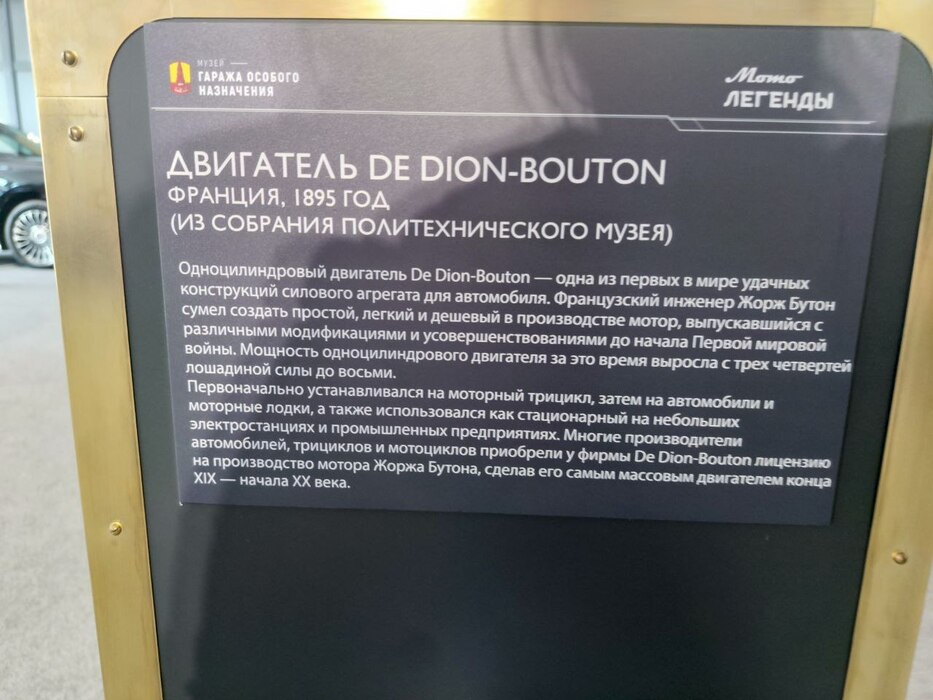 МУЗЕЙ
ГАРАЖА ОСОБОГО
НАЗНАЧЕНИЯ
Мото
ЛЕГЕНДЫ
ДВИГАТЕЛЬ DE DION-BOUTON
ФРАНЦИЯ, 1895 ГОД
(ИЗ СОБРАНИЯ ПОЛИТЕХНИЧЕСКОГО МУЗЕЯ)
Одноцилиндровый двигатель De Dion-Bouton — одна из первых в мире удачных
конструкций силового агрегата для автомобиля. Французский инженер Жорж Бутон
сумел создать простой, легкий и дешевый в производстве мотор, выпускавшийся с
различными модификациями и усовершенствованиями до начала Первой мировой
войны. Мощность одноцилиндрового двигателя за это время выросла с трех четвертей
лошадиной силы до восьми.
Первоначально устанавливался на моторный трицикл, затем на автомобили и
моторные лодки, а также использовался как стационарный на небольших
электростанциях и промышленных предприятиях. Многие производители
автомобилей, трициклов и мотоциклов приобрели у фирмы De Dion-Bouton лицензию
на производство мотора Жоржа Бутона, сделав его самым массовым двигателем конца
XIX — начала XX века.